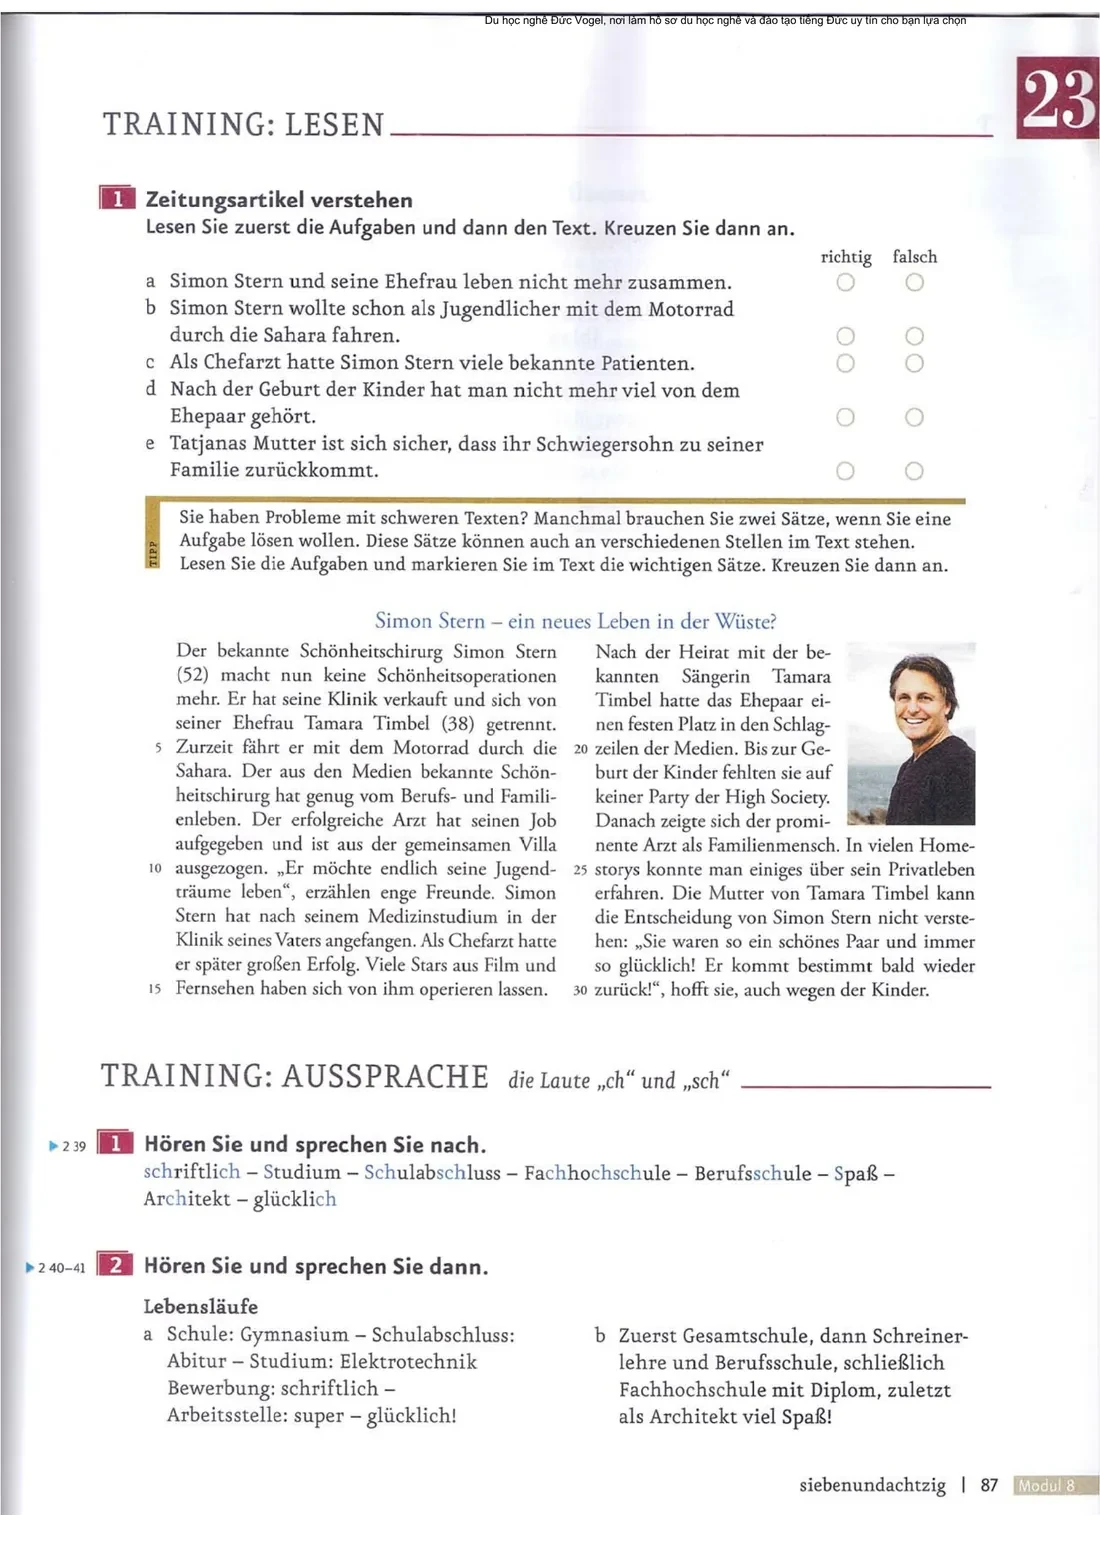 Du học nghề Đức Vogel, nơi làm hồ sơ du học nghề và đào tạo tiếng Đức uy tín cho bạn lựa chọn
23
TRAINING: LESEN
1 Zeitungsartikel verstehen
Lesen Sie zuerst die Aufgaben und dann den Text. Kreuzen Sie dann an.
richtig falsch
a Simon Stern und seine Ehefrau leben nicht mehr zusammen.
b Simon Stern wollte schon als Jugendlicher mit dem Motorrad
durch die Sahara fahren.
c Als Chefarzt hatte Simon Stern viele bekannte Patienten.
d Nach der Geburt der Kinder hat man nicht mehr viel von dem
Ehepaar gehört.
e Tatjanas Mutter ist sich sicher, dass ihr Schwiegersohn zu seiner
Familie zurückkommt.
TIPP
Sie haben Probleme mit schweren Texten? Manchmal brauchen Sie zwei Sätze, wenn Sie eine
Aufgabe lösen wollen. Diese Sätze können auch an verschiedenen Stellen im Text stehen.
Lesen Sie die Aufgaben und markieren Sie im Text die wichtigen Sätze. Kreuzen Sie dann an.
Simon Stern – ein neues Leben in der Wüste?
Der bekannte Schönheitschirurg Simon Stern
(52) macht nun keine Schönheitsoperationen
mehr. Er hat seine Klinik verkauft und sich von
seiner Ehefrau Tamara Timbel (38) getrennt.
5 Zurzeit fährt er mit dem Motorrad durch die
Sahara. Der aus den Medien bekannte Schön-
heitschirurg hat genug vom Berufs- und Famili-
enleben. Der erfolgreiche Arzt hat seinen Job
aufgegeben und ist aus der gemeinsamen Villa
10 ausgezogen. „Er möchte endlich seine Jugend-
träume leben“, erzählen enge Freunde. Simon
Stern hat nach seinem Medizinstudium in der
Klinik seines Vaters angefangen. Als Chefarzt hatte
er später großen Erfolg. Viele Stars aus Film und
15 Fernsehen haben sich von ihm operieren lassen.
Nach der Heirat mit der be-
kannten Sängerin Tamara
Timbel hatte das Ehepaar ei-
nen festen Platz in den Schlag-
20 zeilen der Medien. Bis zur Ge-
burt der Kinder fehlten sie auf
keiner Party der High Society.
Danach zeigte sich der promi-
nente Arzt als Familienmensch. In vielen Home-
25 storys konnte man einiges über sein Privatleben
erfahren. Die Mutter von Tamara Timbel kann
die Entscheidung von Simon Stern nicht verste-
hen: „Sie waren so ein schönes Paar und immer
so glücklich! Er kommt bestimmt bald wieder
30 zurück!“, hofft sie, auch wegen der Kinder.
TRAINING: AUSSPRACHE die Laute „ch“ und „sch“
2 39 1 Hören Sie und sprechen Sie nach.
schriftlich – Studium – Schulabschluss – Fachhochschule – Berufsschule – Spaß –
Architekt – glücklich
2 40–41 2 Hören Sie und sprechen Sie dann.
Lebensläufe
a Schule: Gymnasium – Schulabschluss:
Abitur – Studium: Elektrotechnik
Bewerbung: schriftlich –
Arbeitsstelle: super – glücklich!
b Zuerst Gesamtschule, dann Schreiner-
lehre und Berufsschule, schließlich
Fachhochschule mit Diplom, zuletzt
als Architekt viel Spaß!
siebenundachtzig | 87 Modul 8